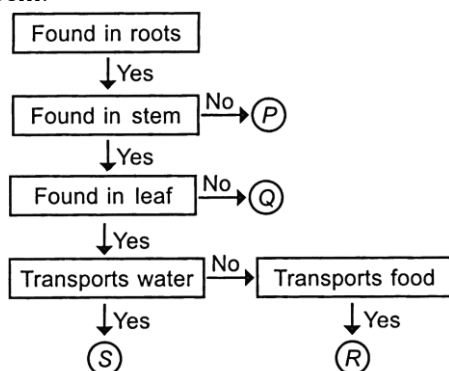 Found in roots
Yes
Found in stem
No
P
Yes
Found in leaf
No
Q
Yes
Transports water
No
Transports food
Yes
Yes
S
R